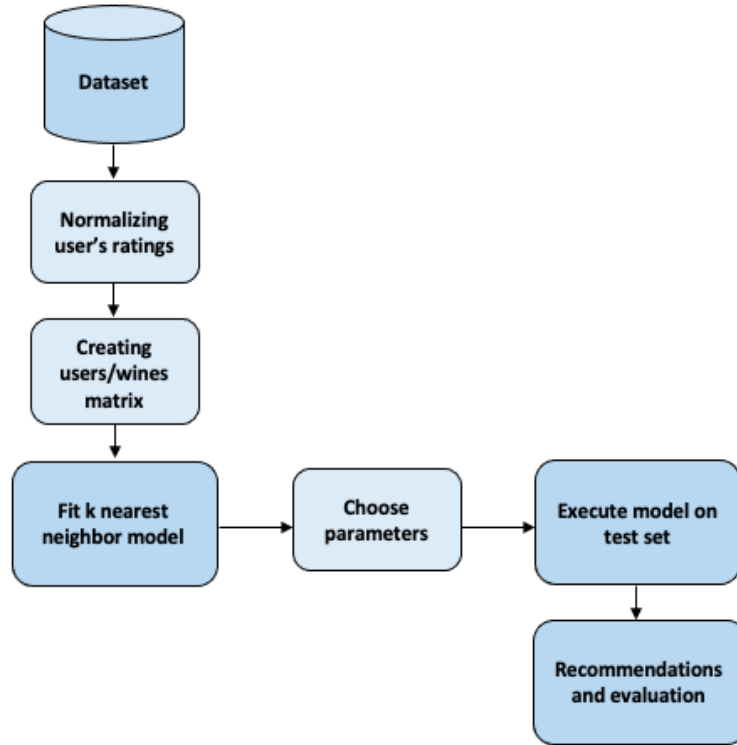 Dataset
Normalizing
user's ratings
Creating
users/wines
matrix
Fit k nearest
neighbor model
Choose
parameters
Execute model on
test set
Recommendations
and evaluation